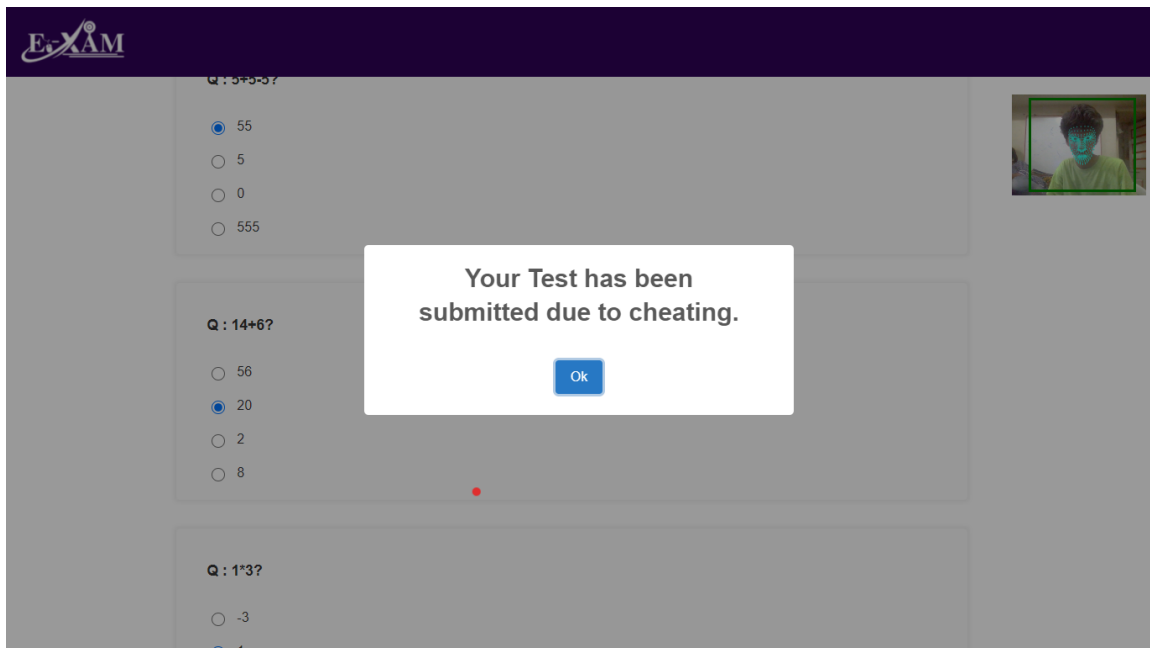 E-XAM
Q : 5+5-5?
55
5
0
555
Your Test has been
submitted due to cheating.
Ok
Q : 14+6?
56
20
2
8
Q : 1*3?
-3